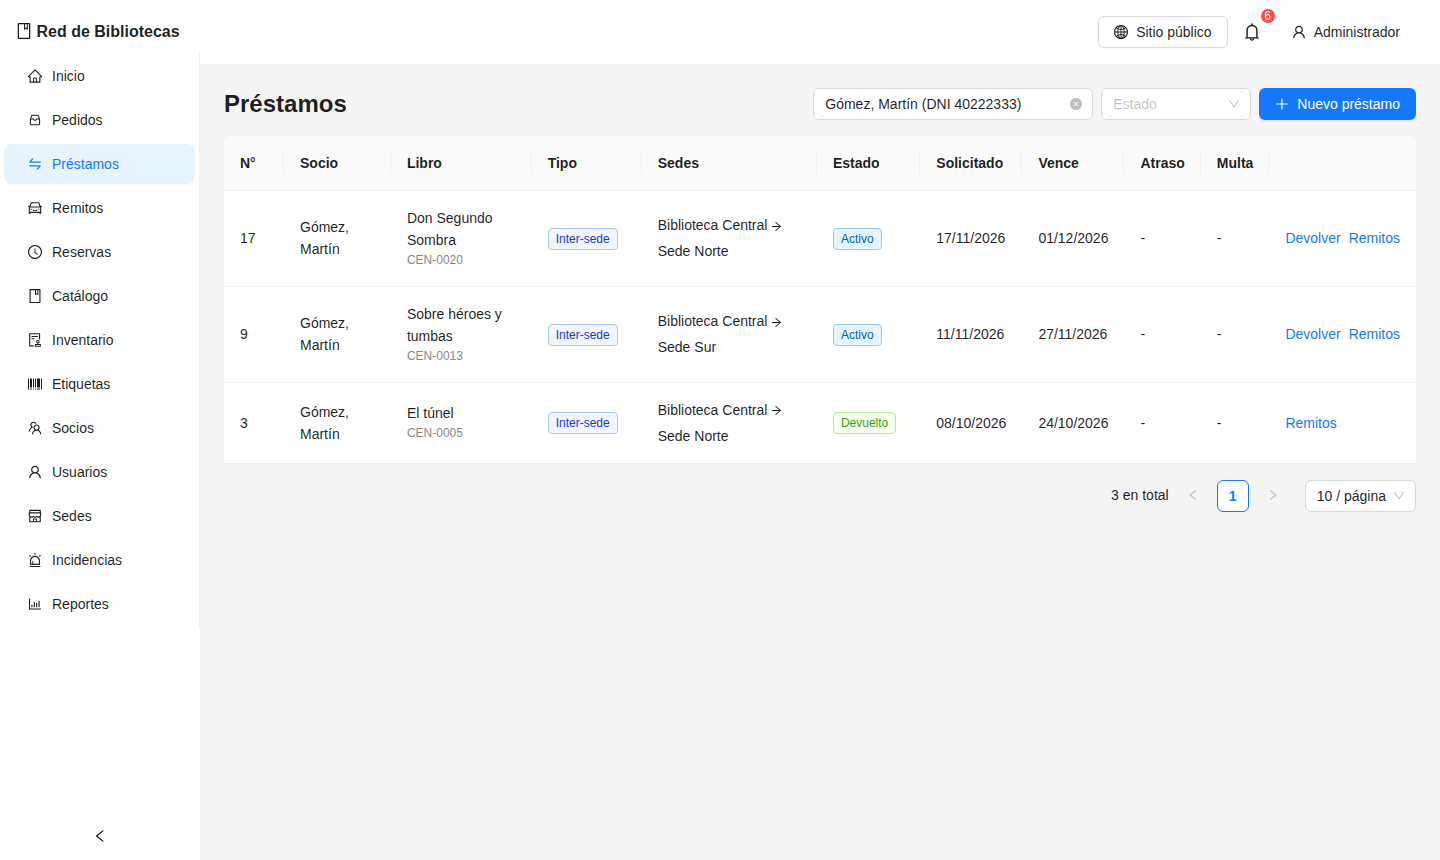 Red de Bibliotecas
Sitio público
6
Administrador
Inicio
Pedidos
Préstamos
Remitos
Reservas
Catálogo
Inventario
Etiquetas
Socios
Usuarios
Sedes
Incidencias
Reportes
Préstamos
Gómez, Martín (DNI 40222333)
Estado
Nuevo préstamo
N° Socio Libro Tipo Sedes Estado Solicitado Vence Atraso Multa
17
Gómez,
Martín
Don Segundo
Sombra
CEN-0020
Inter-sede
Biblioteca Central →
Sede Norte
Activo
17/11/2026
01/12/2026
-
-
Devolver Remitos
9
Gómez,
Martín
Sobre héroes y
tumbas
CEN-0013
Inter-sede
Biblioteca Central →
Sede Sur
Activo
11/11/2026
27/11/2026
-
-
Devolver Remitos
3
Gómez,
Martín
El túnel
CEN-0005
Inter-sede
Biblioteca Central →
Sede Norte
Devuelto
08/10/2026
24/10/2026
-
-
Remitos
3 en total
1
10 / página